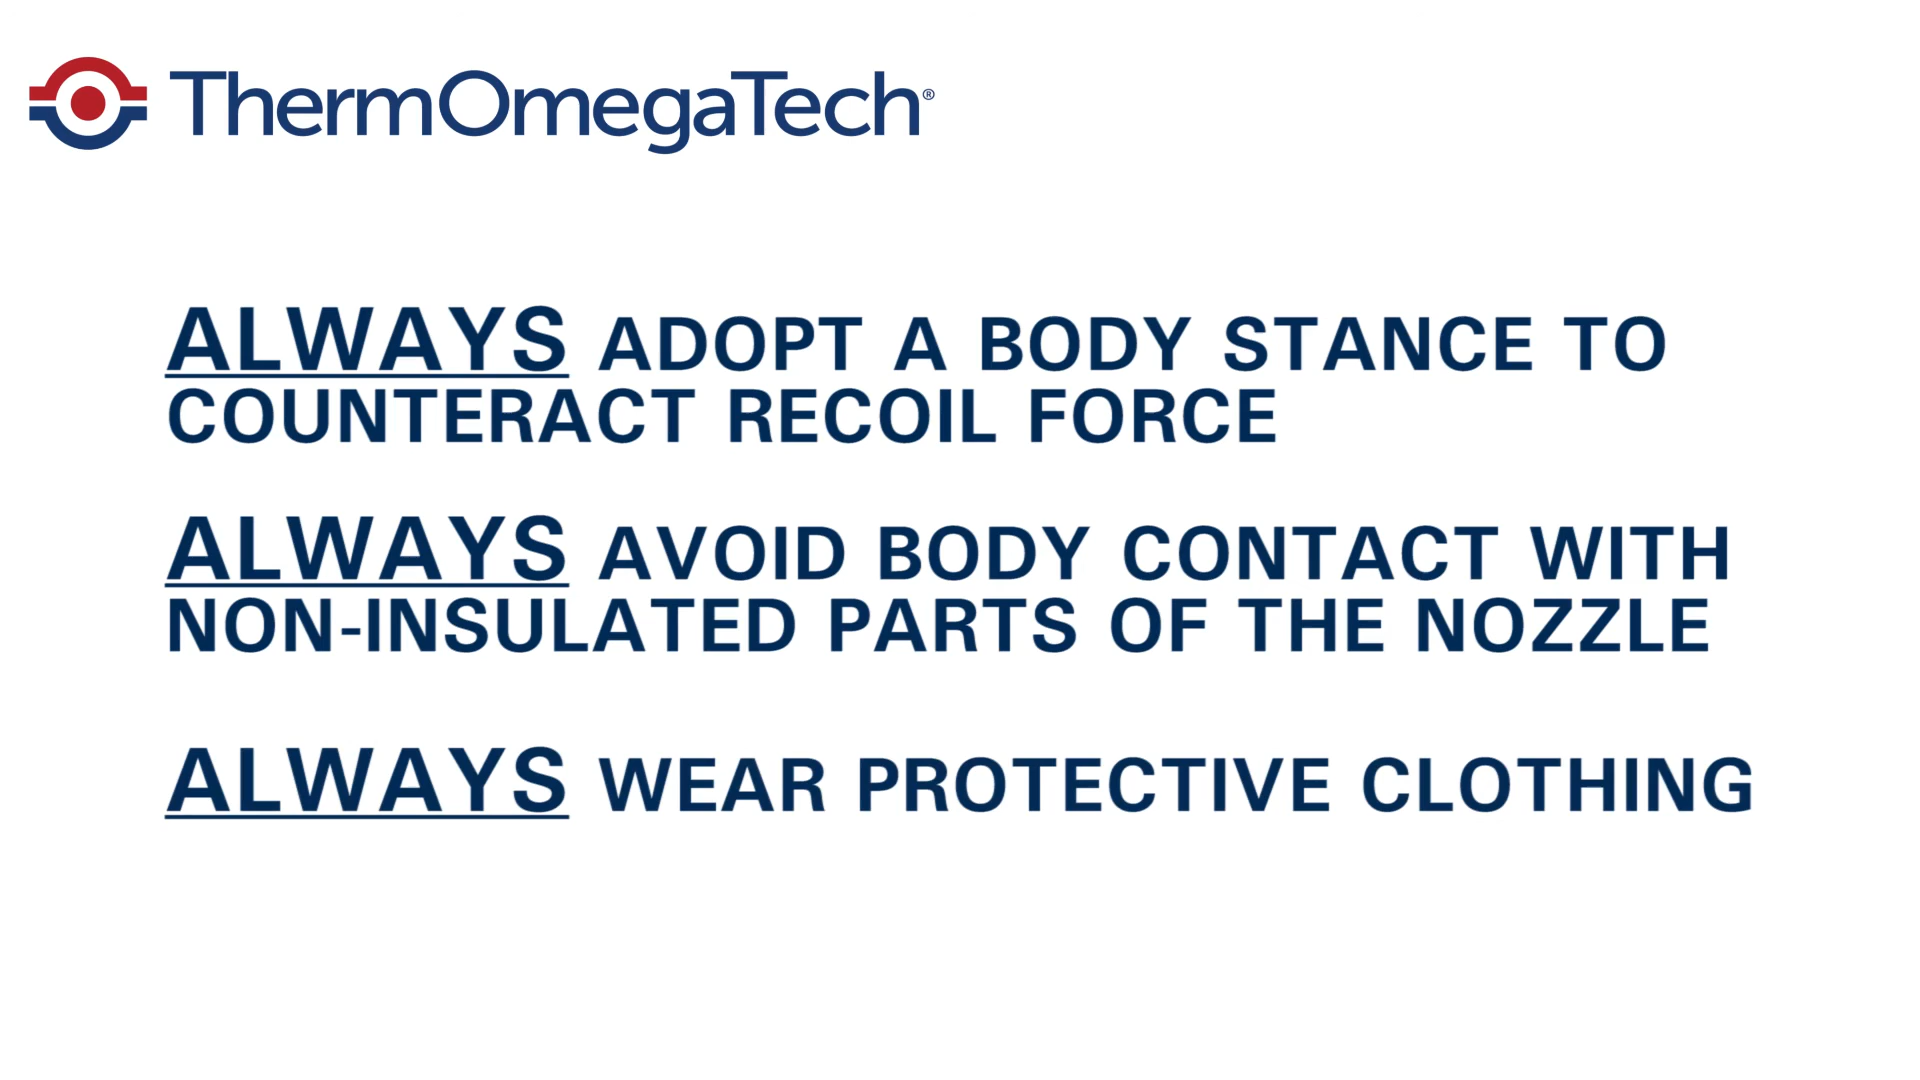 ThermOmegaTech®
ALWAYS ADOPT A BODY STANCE TO
COUNTERACT RECOIL FORCE
ALWAYS AVOID BODY CONTACT WITH
NON-INSULATED PARTS OF THE NOZZLE
ALWAYS WEAR PROTECTIVE CLOTHING